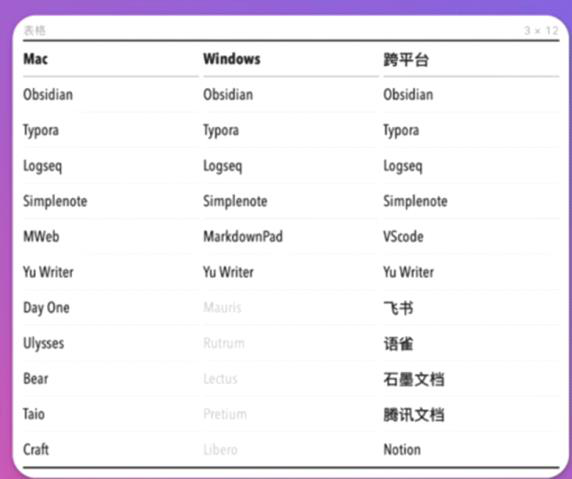 表格 3 × 12
Mac Windows 跨平台
Obsidian Obsidian Obsidian
Typora Typora Typora
Logseq Logseq Logseq
Simplenote Simplenote Simplenote
MWeb MarkdownPad VScode
Yu Writer Yu Writer Yu Writer
Day One Mauris 飞书
Ulysses Rutrum 语雀
Bear Lectus 石墨文档
Taio Pretium 腾讯文档
Craft Libero Notion